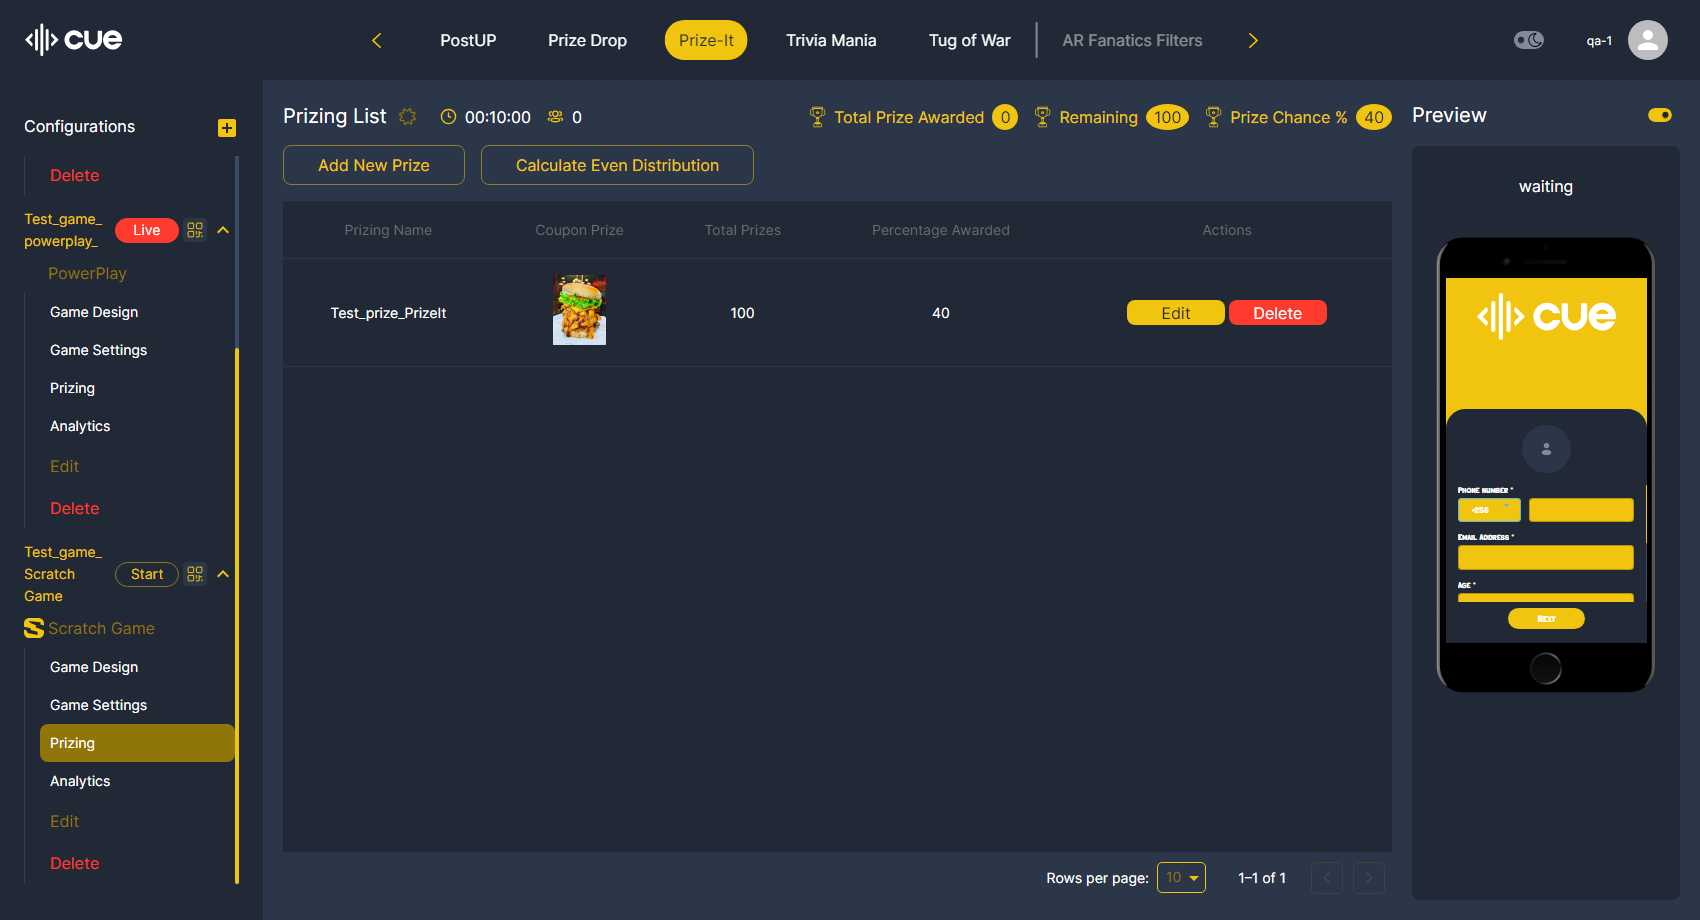 cue
PostUP
Prize Drop
Prize-It
Trivia Mania
Tug of War
AR Fanatics Filters
qa-1
Configurations
Delete
Test_game_
powerplay_
Live
PowerPlay
Game Design
Game Settings
Prizing
Analytics
Edit
Delete
Test_game_
Scratch
Game
Start
Scratch Game
Game Design
Game Settings
Prizing
Analytics
Edit
Delete
Prizing List
00:10:00
0
Total Prize Awarded 0
Remaining 100
Prize Chance % 40
Add New Prize
Calculate Even Distribution
Prizing Name
Coupon Prize
Total Prizes
Percentage Awarded
Actions
Test_prize_PrizeIt
100
40
Edit
Delete
Rows per page: 10
1–1 of 1
Preview
waiting
cue
Phone number *
+256
Email Address *
Age *
Next